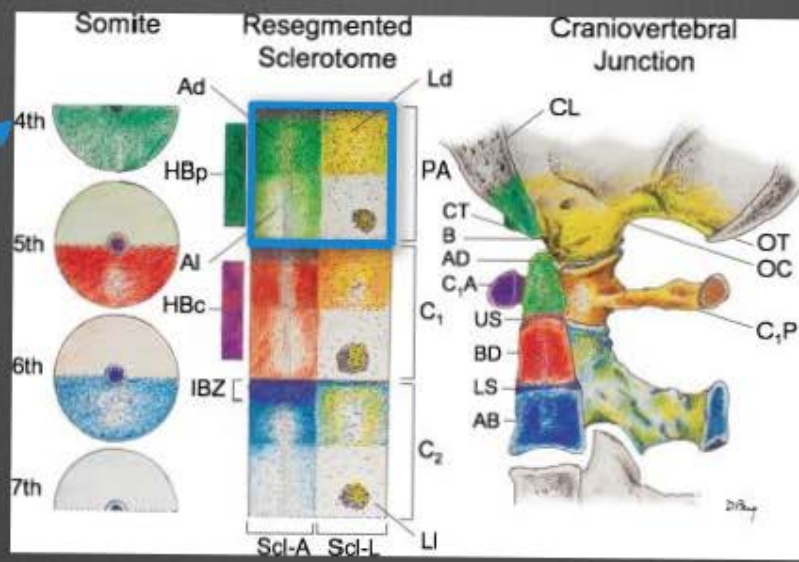 Somite
Resegmented
Sclerotome
Craniovertebral
Junction
4th
5th
6th
7th
Ad
HBp
Al
HBc
IBZ
Ld
PA
C₁
C₂
Ll
Scl-A
Scl-L
CL
CT
B
AD
C₁A
US
BD
LS
AB
OT
OC
C₁P